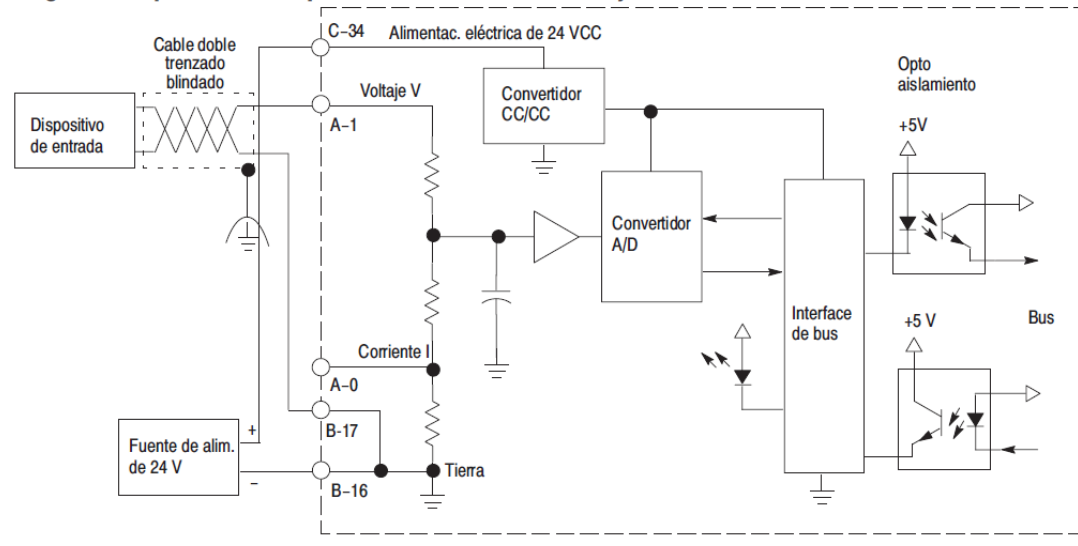 C-34
Alimentac. eléctrica de 24 VCC
Cable doble
trenzado
blindado
Opto
aislamiento
Voltaje V
Convertidor
CC/CC
A-1
+5V
Dispositivo
de entrada
Convertidor
A/D
Interface
de bus
Bus
+5 V
Corriente I
A-0
+
B-17
Fuente de alim.
de 24 V
Tierra
–
B-16